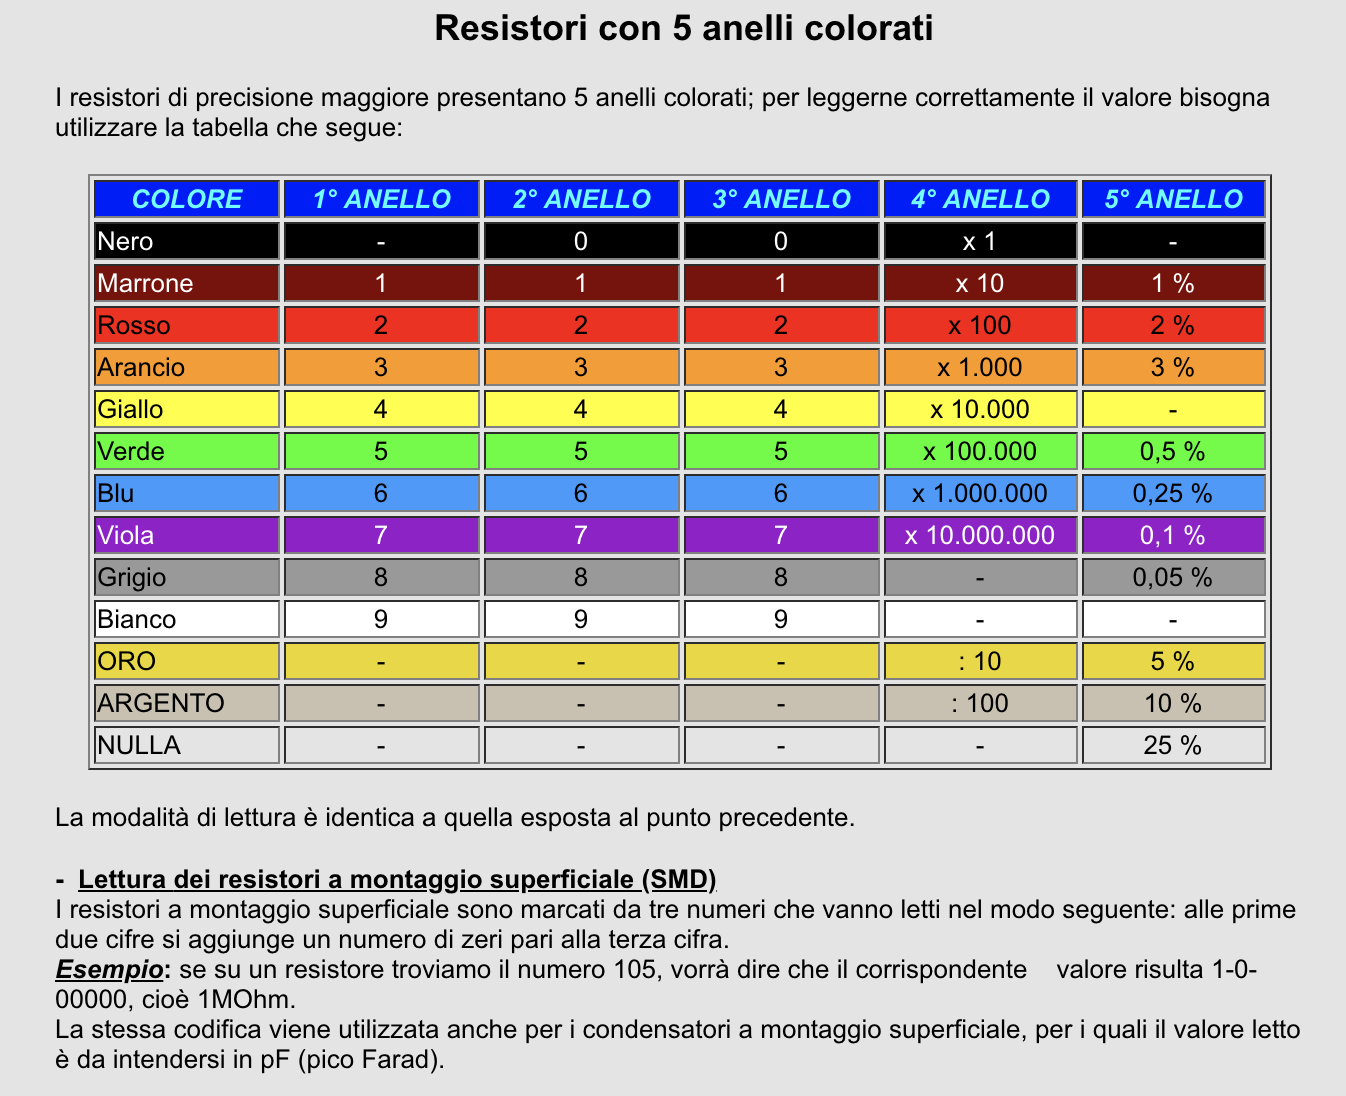 Resistori con 5 anelli colorati
I resistori di precisione maggiore presentano 5 anelli colorati; per leggerne correttamente il valore bisogna
utilizzare la tabella che segue:
COLORE 1° ANELLO 2° ANELLO 3° ANELLO 4° ANELLO 5° ANELLO
Nero - 0 0 x 1 -
Marrone 1 1 1 x 10 1 %
Rosso 2 2 2 x 100 2 %
Arancio 3 3 3 x 1.000 3 %
Giallo 4 4 4 x 10.000 -
Verde 5 5 5 x 100.000 0,5 %
Blu 6 6 6 x 1.000.000 0,25 %
Viola 7 7 7 x 10.000.000 0,1 %
Grigio 8 8 8 - 0,05 %
Bianco 9 9 9 - -
ORO - - - : 10 5 %
ARGENTO - - - : 100 10 %
NULLA - - - - 25 %
La modalità di lettura è identica a quella esposta al punto precedente.
- Lettura dei resistori a montaggio superficiale (SMD)
I resistori a montaggio superficiale sono marcati da tre numeri che vanno letti nel modo seguente: alle prime
due cifre si aggiunge un numero di zeri pari alla terza cifra.
Esempio: se su un resistore troviamo il numero 105, vorrà dire che il corrispondente valore risulta 1-0-
00000, cioè 1MOhm.
La stessa codifica viene utilizzata anche per i condensatori a montaggio superficiale, per i quali il valore letto
è da intendersi in pF (pico Farad).